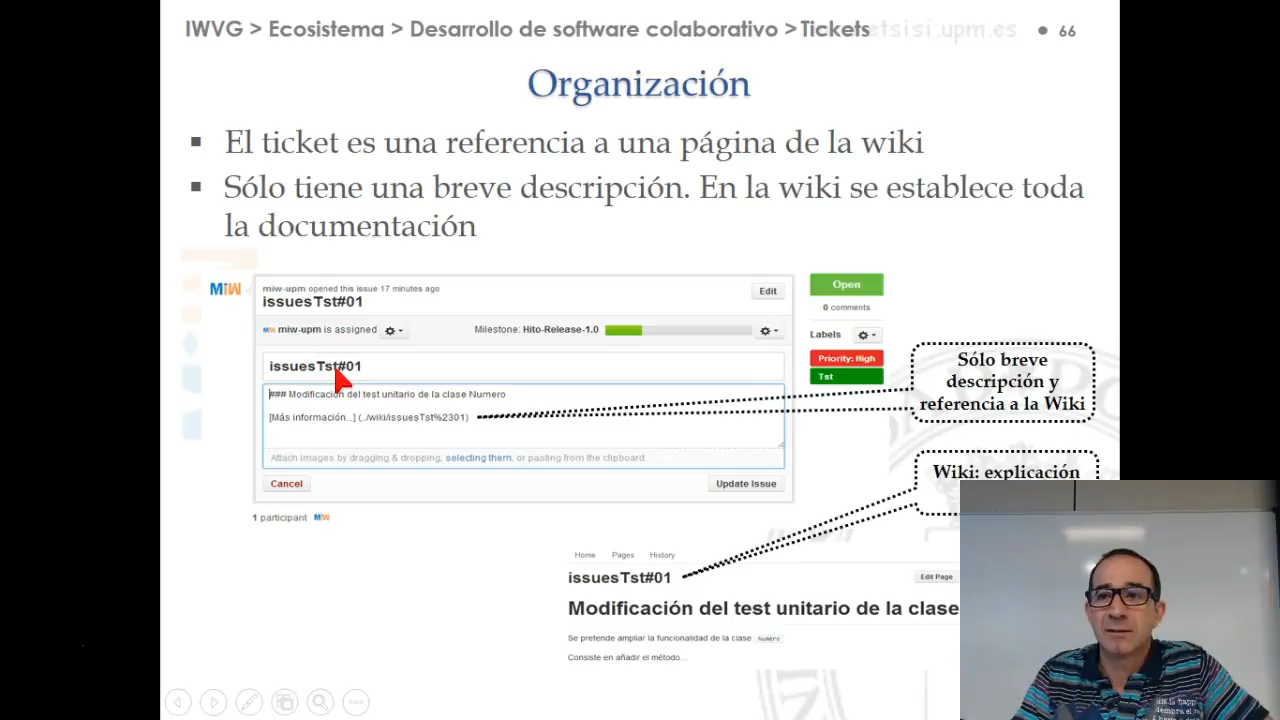 IWVG > Ecosistema > Desarrollo de software colaborativo > Tickets
etsisi.upm.es
66
Organización
El ticket es una referencia a una página de la wiki
Sólo tiene una breve descripción. En la wiki se establece toda
la documentación
MiW
miw-upm opened this issue 17 minutes ago
issuesTst#01
Edit
miw-upm is assigned
Milestone: Hito-Release-1.0
issuesTst#01
### Modificación del test unitario de la clase Numero
[Más información...] (../wiki/issuesTst%2301)
Attach images by dragging & dropping, selecting them, or pasting from the clipboard.
Cancel
Update Issue
1 participant MiW
Open
0 comments
Labels
Priority: High
Tst
Sólo breve
descripción y
referencia a la Wiki
Wiki: explicación
Home Pages History
issuesTst#01
Edit Page
Modificación del test unitario de la clase
Se pretende ampliar la funcionalidad de la clase Numero
Consiste en añadir el método...